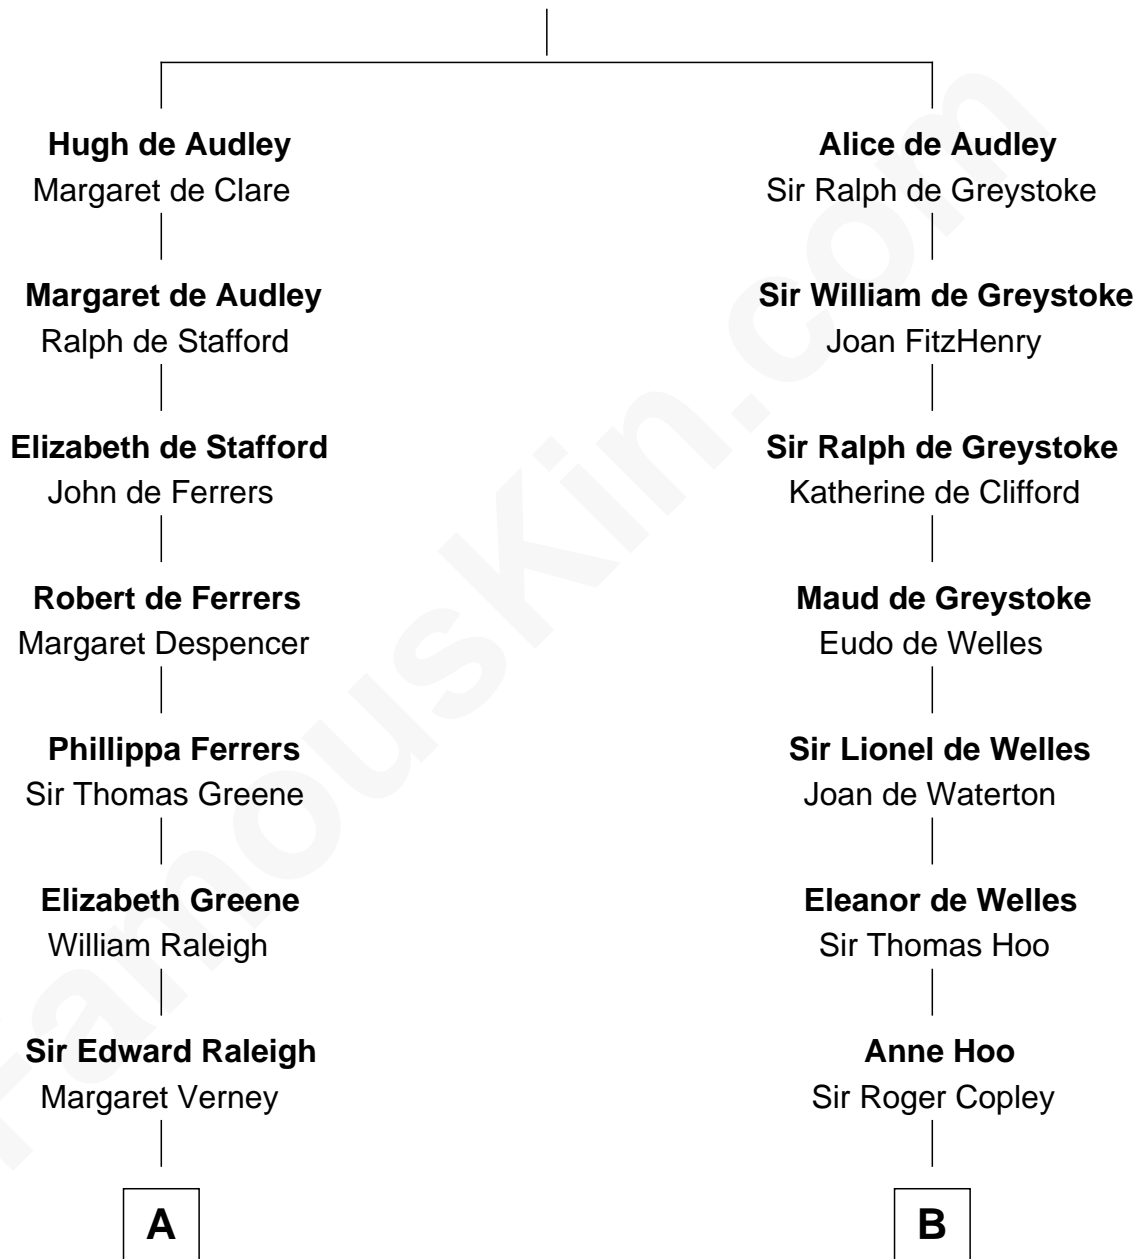 Hugh de Audley
Margaret de Clare
Margaret de Audley
Ralph de Stafford
Elizabeth de Stafford
John de Ferrers
Robert de Ferrers
Margaret Despencer
Phillippa Ferrers
Sir Thomas Greene
Elizabeth Greene
William Raleigh
Sir Edward Raleigh
Margaret Verney
A
Alice de Audley
Sir Ralph de Greystoke
Sir William de Greystoke
Joan FitzHenry
Sir Ralph de Greystoke
Katherine de Clifford
Maud de Greystoke
Eudo de Welles
Sir Lionel de Welles
Joan de Waterton
Eleanor de Welles
Sir Thomas Hoo
Anne Hoo
Sir Roger Copley
B
FamousKin.com